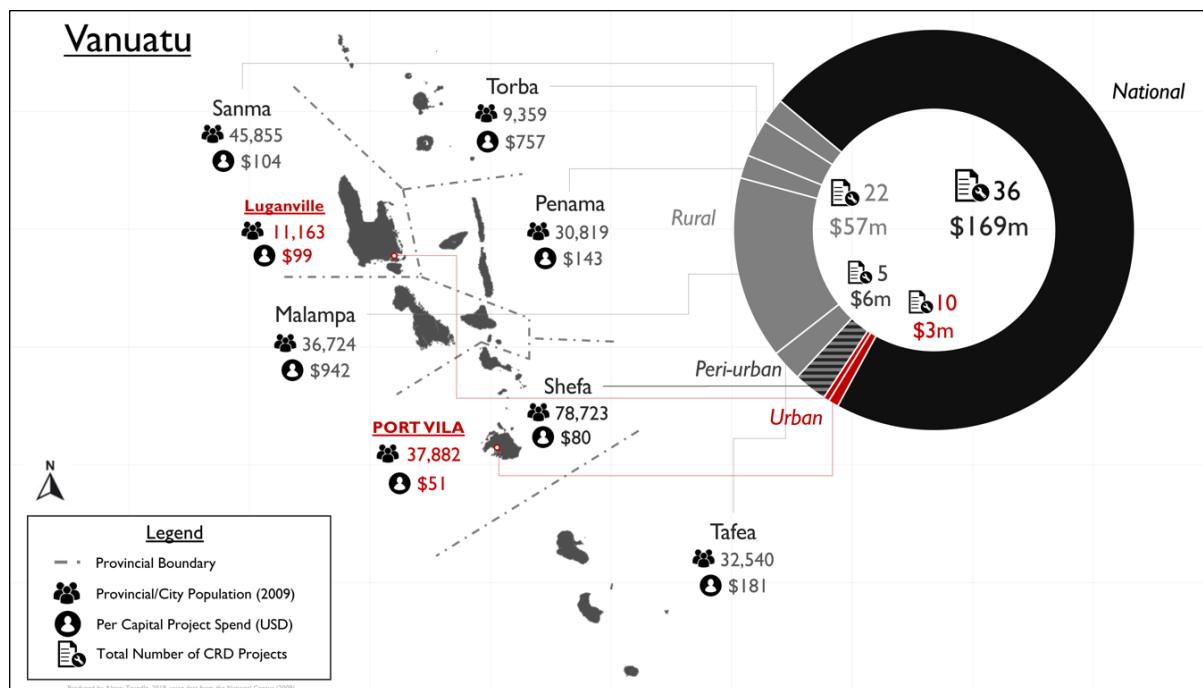 Vanuatu
Sanma
45,855
$104
Torba
9,359
$757
National
Luganville
11,163
$99
Penama
30,819
$143
Rural
22
$57m
36
$169m
5
$6m
10
$3m
Malampa
36,724
$942
Peri-urban
Urban
Shefa
78,723
$80
PORT VILA
37,882
$51
N
Tafea
32,540
$181
Legend
Provincial Boundary
Provincial/City Population (2009)
Per Capital Project Spend (USD)
Total Number of CRD Projects